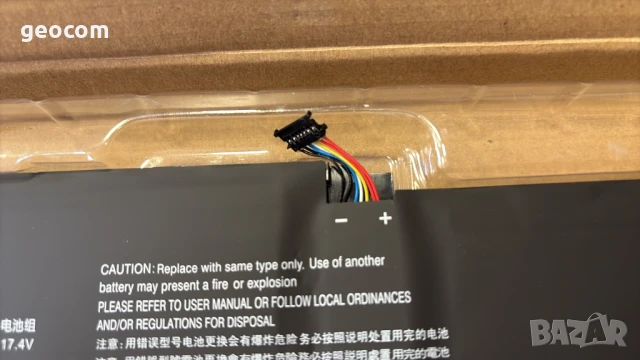 geocom
− +
CAUTION: Replace with same type only. Use of another
battery may present a fire or explosion
PLEASE REFER TO USER MANUAL OR FOLLOW LOCAL ORDINANCES
AND/OR REGULATIONS FOR DISPOSAL
电池组
17.4V
注意:用错误型号电池更换会有爆炸危险务必按照说明处置用完的电池
BAZAR
.bg